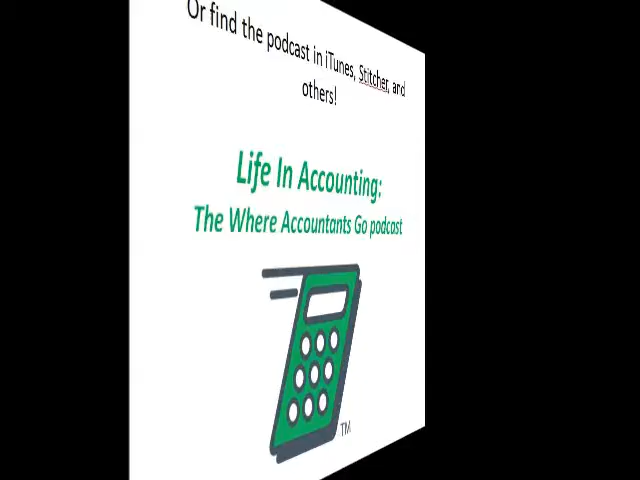 Or find the podcast in iTunes, Stitcher, and
others!
Life In Accounting:
The Where Accountants Go podcast
TM